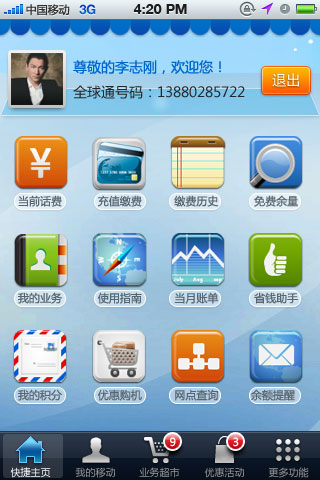 中国移动 3G 4:20 PM
尊敬的李志刚，欢迎您！
全球通号码：13880285722
退出
¥
当前话费 充值缴费 缴费历史 免费余量
我的业务 使用指南 当月账单 省钱助手
我的积分 优惠购机 网点查询 余额提醒
9 3
快捷主页 我的移动 业务超市 优惠活动 更多功能